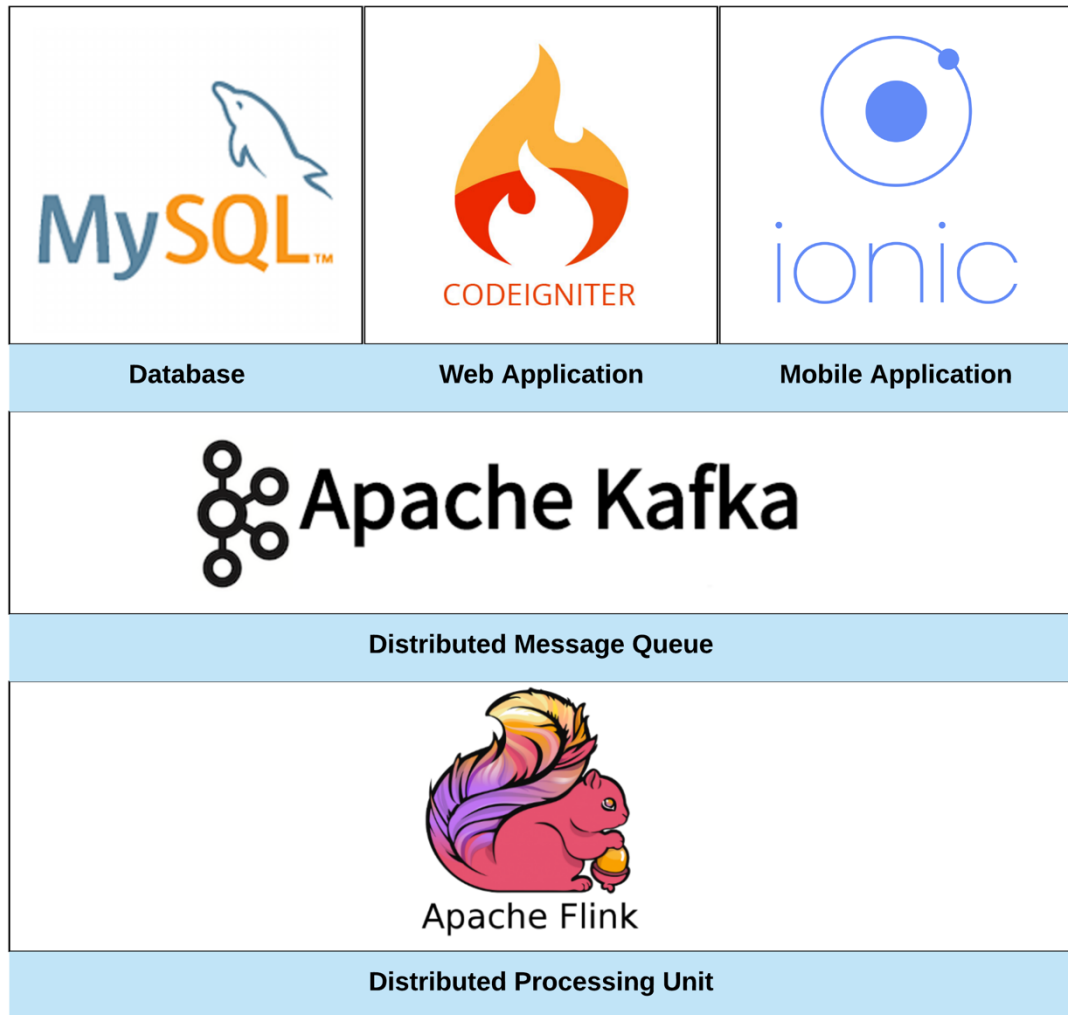 MySQL™
CODEIGNITER
ionic
Database
Web Application
Mobile Application
Apache Kafka
Distributed Message Queue
Apache Flink
Distributed Processing Unit